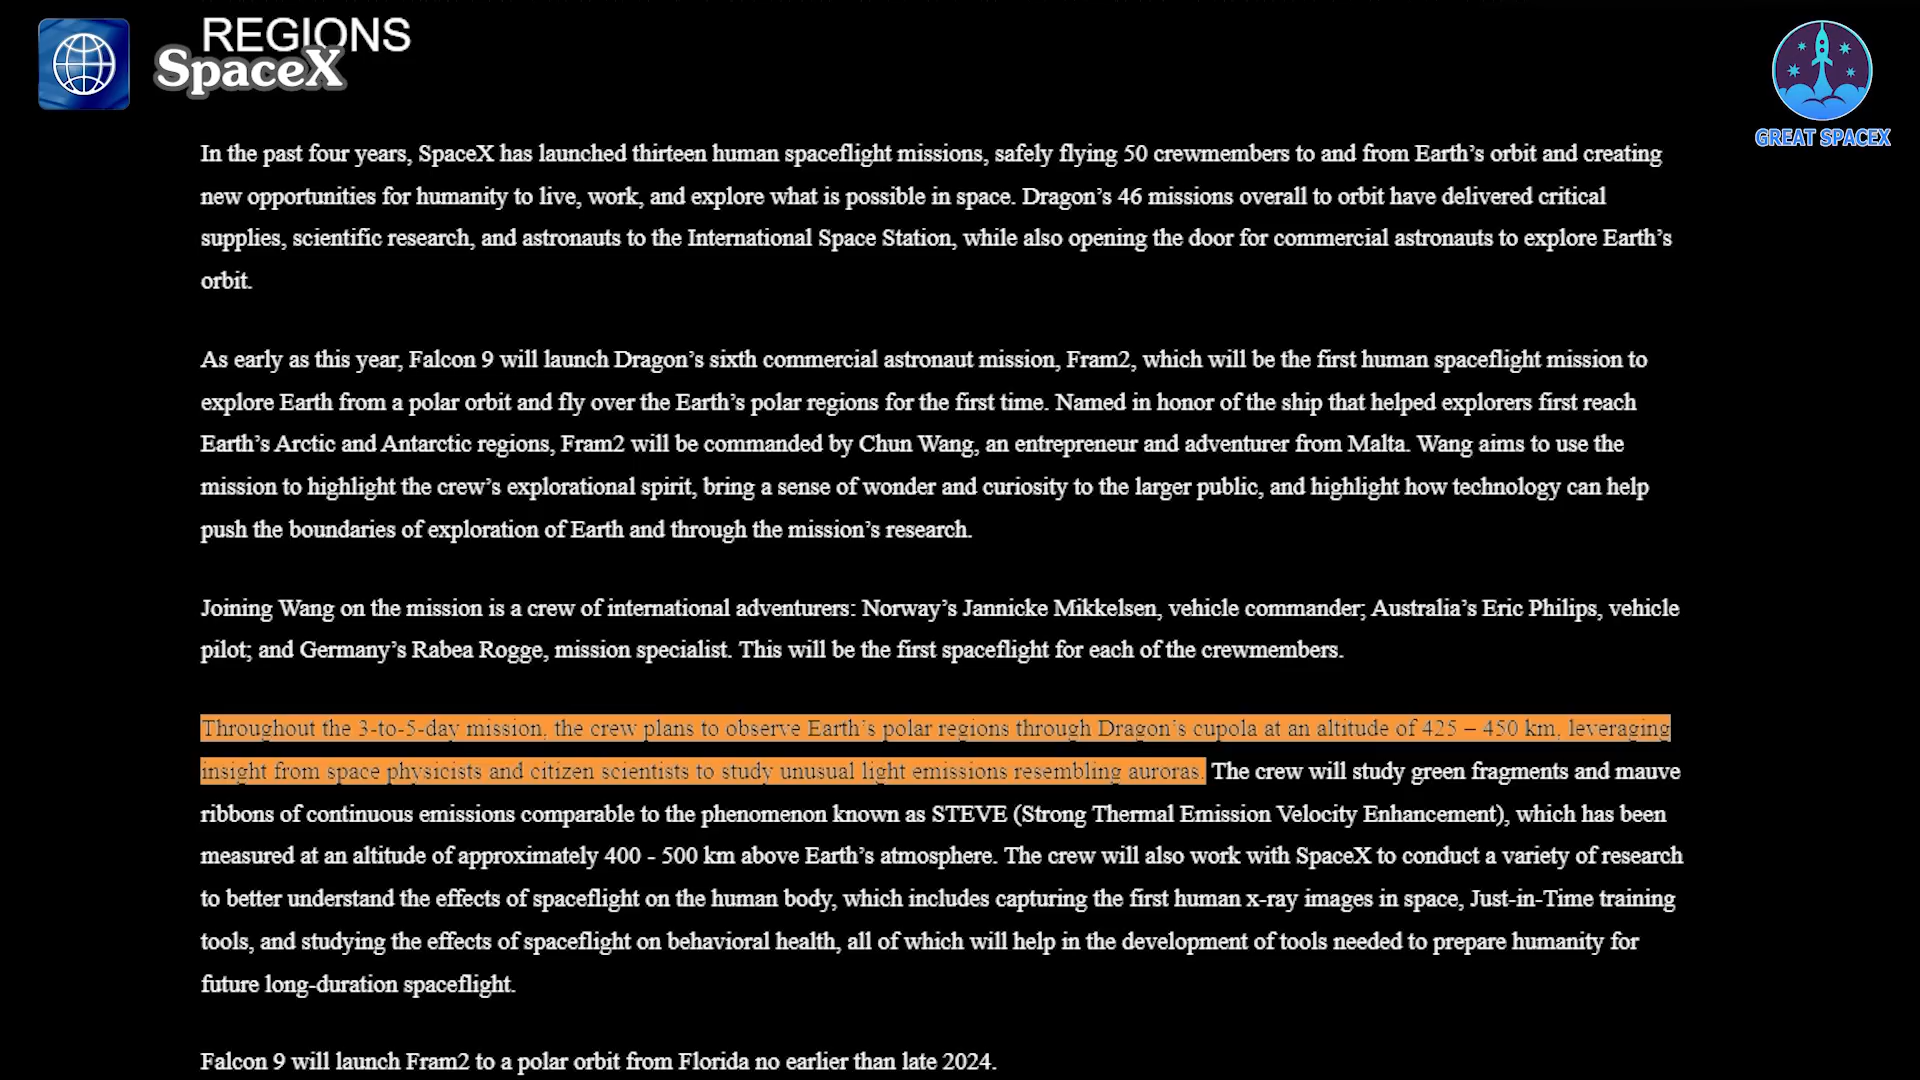 REGIONS
SpaceX
GREAT SPACEX
In the past four years, SpaceX has launched thirteen human spaceflight missions, safely flying 50 crewmembers to and from Earth’s orbit and creating
new opportunities for humanity to live, work, and explore what is possible in space. Dragon’s 46 missions overall to orbit have delivered critical
supplies, scientific research, and astronauts to the International Space Station, while also opening the door for commercial astronauts to explore Earth’s
orbit.
As early as this year, Falcon 9 will launch Dragon’s sixth commercial astronaut mission, Fram2, which will be the first human spaceflight mission to
explore Earth from a polar orbit and fly over the Earth’s polar regions for the first time. Named in honor of the ship that helped explorers first reach
Earth’s Arctic and Antarctic regions, Fram2 will be commanded by Chun Wang, an entrepreneur and adventurer from Malta. Wang aims to use the
mission to highlight the crew’s explorational spirit, bring a sense of wonder and curiosity to the larger public, and highlight how technology can help
push the boundaries of exploration of Earth and through the mission’s research.
Joining Wang on the mission is a crew of international adventurers: Norway’s Jannicke Mikkelsen, vehicle commander; Australia’s Eric Philips, vehicle
pilot; and Germany’s Rabea Rogge, mission specialist. This will be the first spaceflight for each of the crewmembers.
Throughout the 3-to-5-day mission, the crew plans to observe Earth’s polar regions through Dragon’s cupola at an altitude of 425 – 450 km, leveraging
insight from space physicists and citizen scientists to study unusual light emissions resembling auroras. The crew will study green fragments and mauve
ribbons of continuous emissions comparable to the phenomenon known as STEVE (Strong Thermal Emission Velocity Enhancement), which has been
measured at an altitude of approximately 400 - 500 km above Earth’s atmosphere. The crew will also work with SpaceX to conduct a variety of research
to better understand the effects of spaceflight on the human body, which includes capturing the first human x-ray images in space, Just-in-Time training
tools, and studying the effects of spaceflight on behavioral health, all of which will help in the development of tools needed to prepare humanity for
future long-duration spaceflight.
Falcon 9 will launch Fram2 to a polar orbit from Florida no earlier than late 2024.